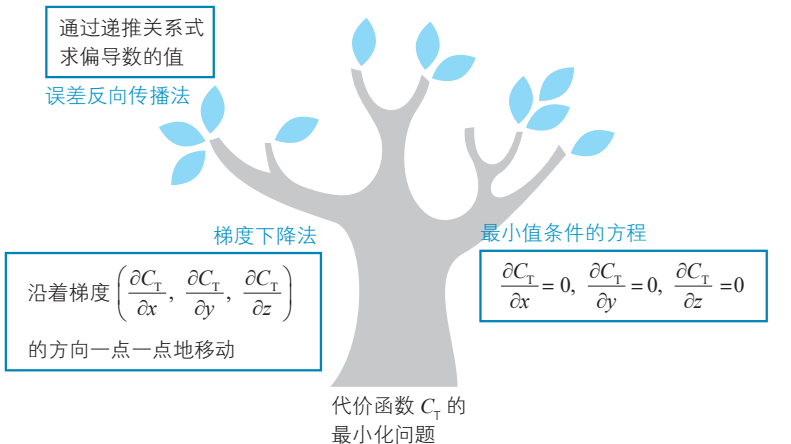 通过递推关系式
求偏导数的值
误差反向传播法
梯度下降法
沿着梯度 (∂C_T/∂x, ∂C_T/∂y, ∂C_T/∂z)
的方向一点一点地移动
最小值条件的方程
∂C_T/∂x = 0, ∂C_T/∂y = 0, ∂C_T/∂z = 0
代价函数 C_T 的
最小化问题